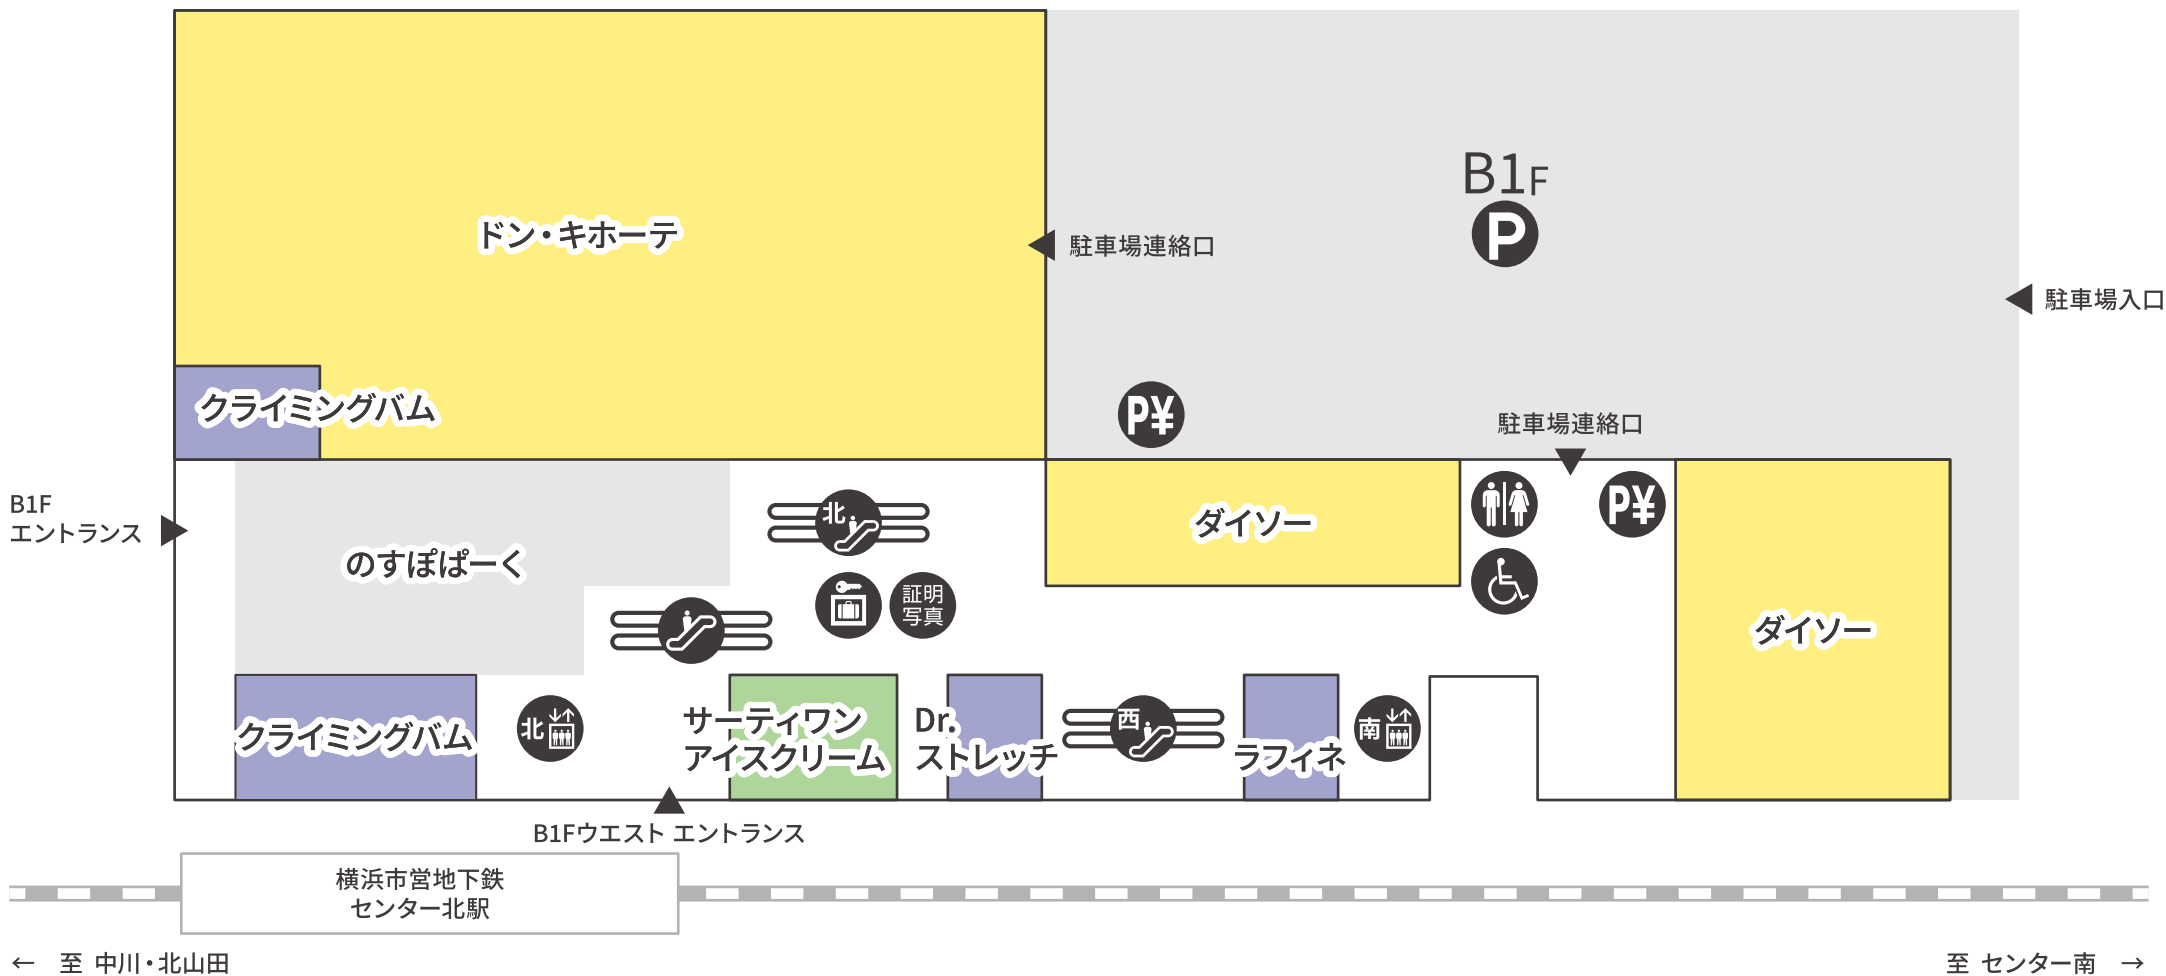 B1F
P
ドン・キホーテ
駐車場連絡口
駐車場入口
クライミングバム
P¥
駐車場連絡口
B1F
エントランス
のすぽぱーく
北
証明
写真
ダイソー
P¥
ダイソー
クライミングバム
北
サーティワン
アイスクリーム
Dr.
ストレッチ
西
ラフィネ
南
B1Fウエスト エントランス
横浜市営地下鉄
センター北駅
← 至 中川・北山田
至 センター南 →